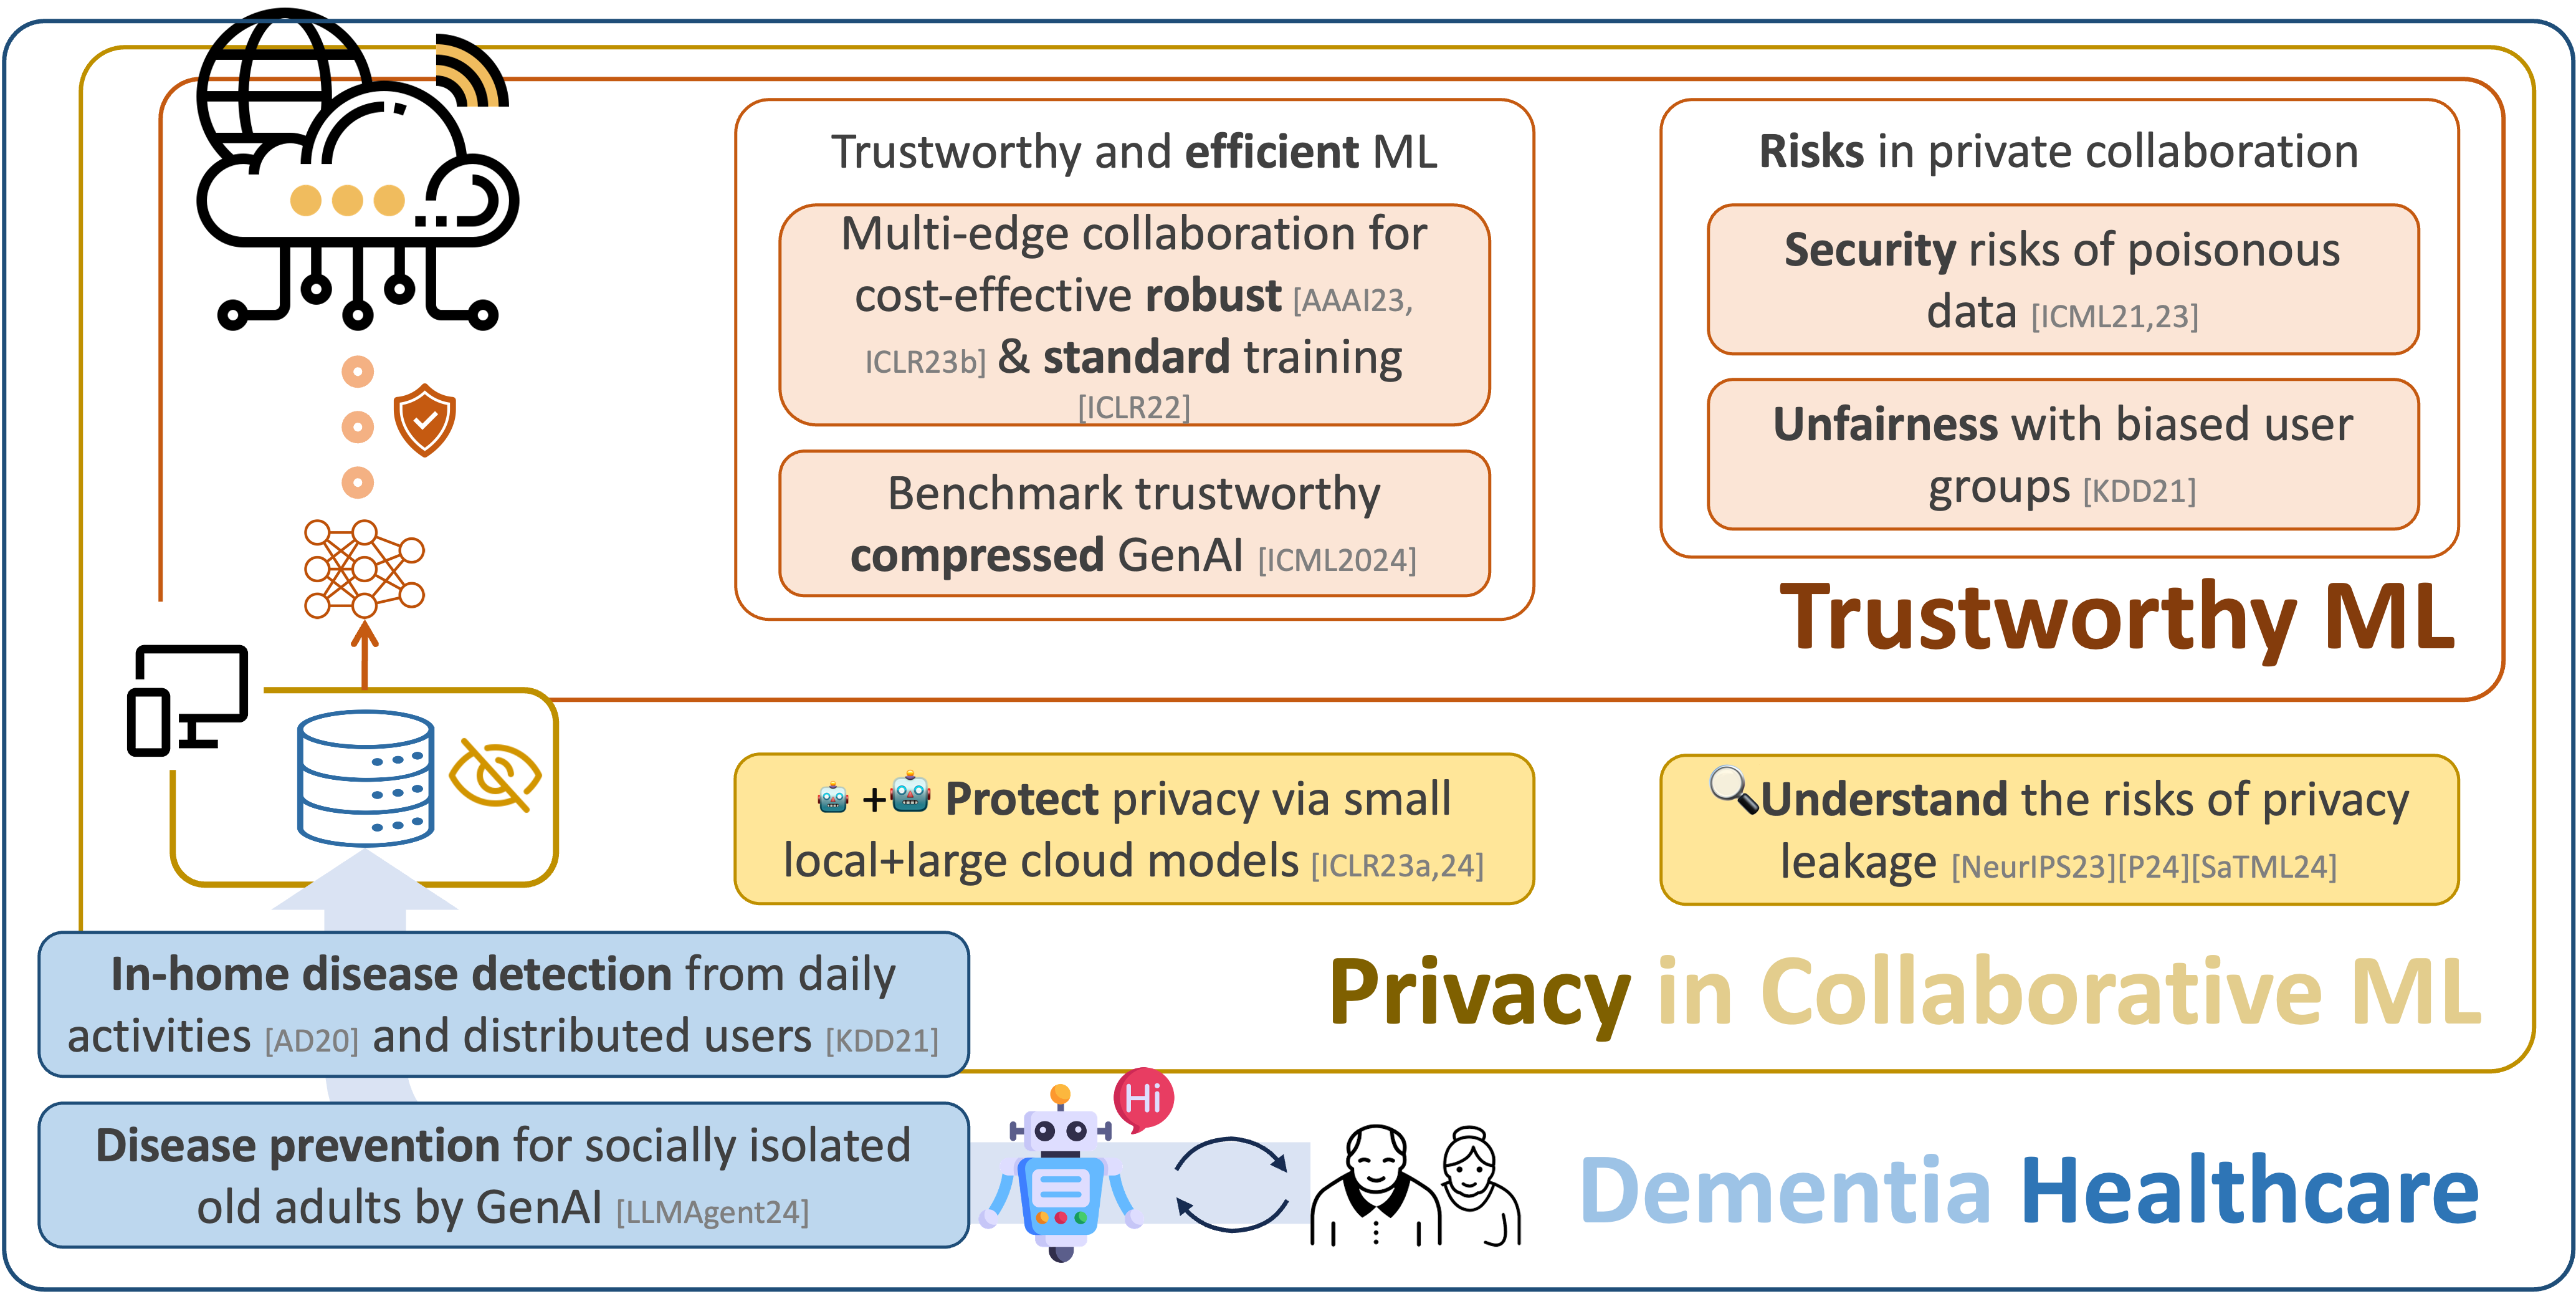 Trustworthy and efficient ML
Multi-edge collaboration for
cost-effective robust [AAAI23,
ICLR23b] & standard training
[ICLR22]
Benchmark trustworthy
compressed GenAI [ICML2024]
Risks in private collaboration
Security risks of poisonous
data [ICML21,23]
Unfairness with biased user
groups [KDD21]
Trustworthy ML
+ Protect privacy via small
local+large cloud models [ICLR23a,24]
Understand the risks of privacy
leakage [NeurIPS23][P24][SaTML24]
Privacy in Collaborative ML
In-home disease detection from daily
activities [AD20] and distributed users [KDD21]
Disease prevention for socially isolated
old adults by GenAI [LLMAgent24]
Hi
Dementia Healthcare